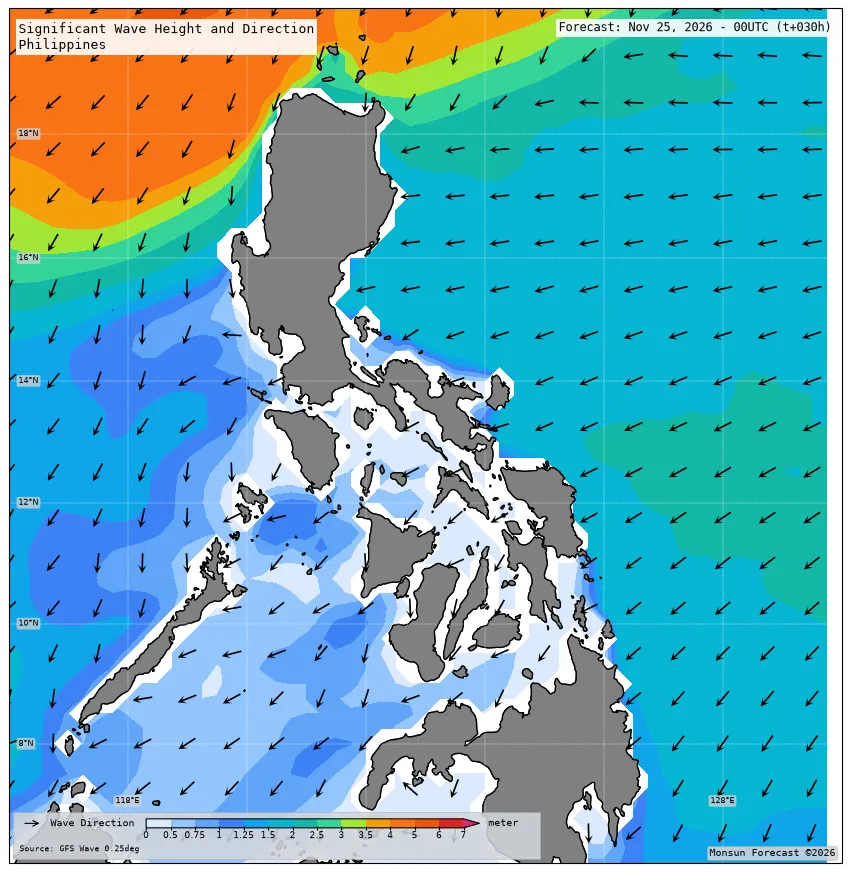 Significant Wave Height and Direction
Philippines
Forecast: Nov 25, 2026 - 00UTC (t+030h)
18°N
16°N
14°N
12°N
10°N
8°N
118°E
128°E
Wave Direction
0 0.5 0.75 1 1.25 1.5 2 2.5 3 3.5 4 5 6 7
meter
Source: GFS Wave 0.25deg
Monsun Forecast ©2026